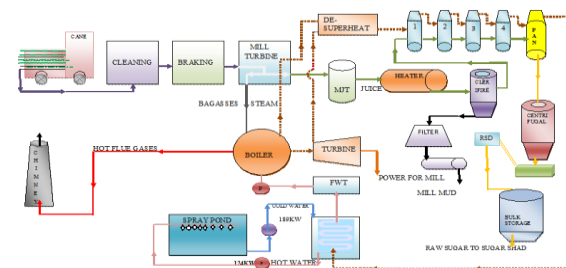 CANE
CLEANING
BRAKING
MILL
TURBINE
DE-
SUPERHEAT
1
2
3
4
P
A
N
BAGASSES
STEAM
MJT
JUICE
HEATER
CLER
IFIRE
CENTRI
FUGAL
FILTER
RSD
CHIMNEY
HOT FLUE GASES
BOILER
TURBINE
POWER FOR MILL
MILL MUD
P
FWT
BULK
STORAGE
SPRAY POND
COLD WATER
180KW
RAW SUGAR TO SUGAR SHAD
124KW
HOT WATER